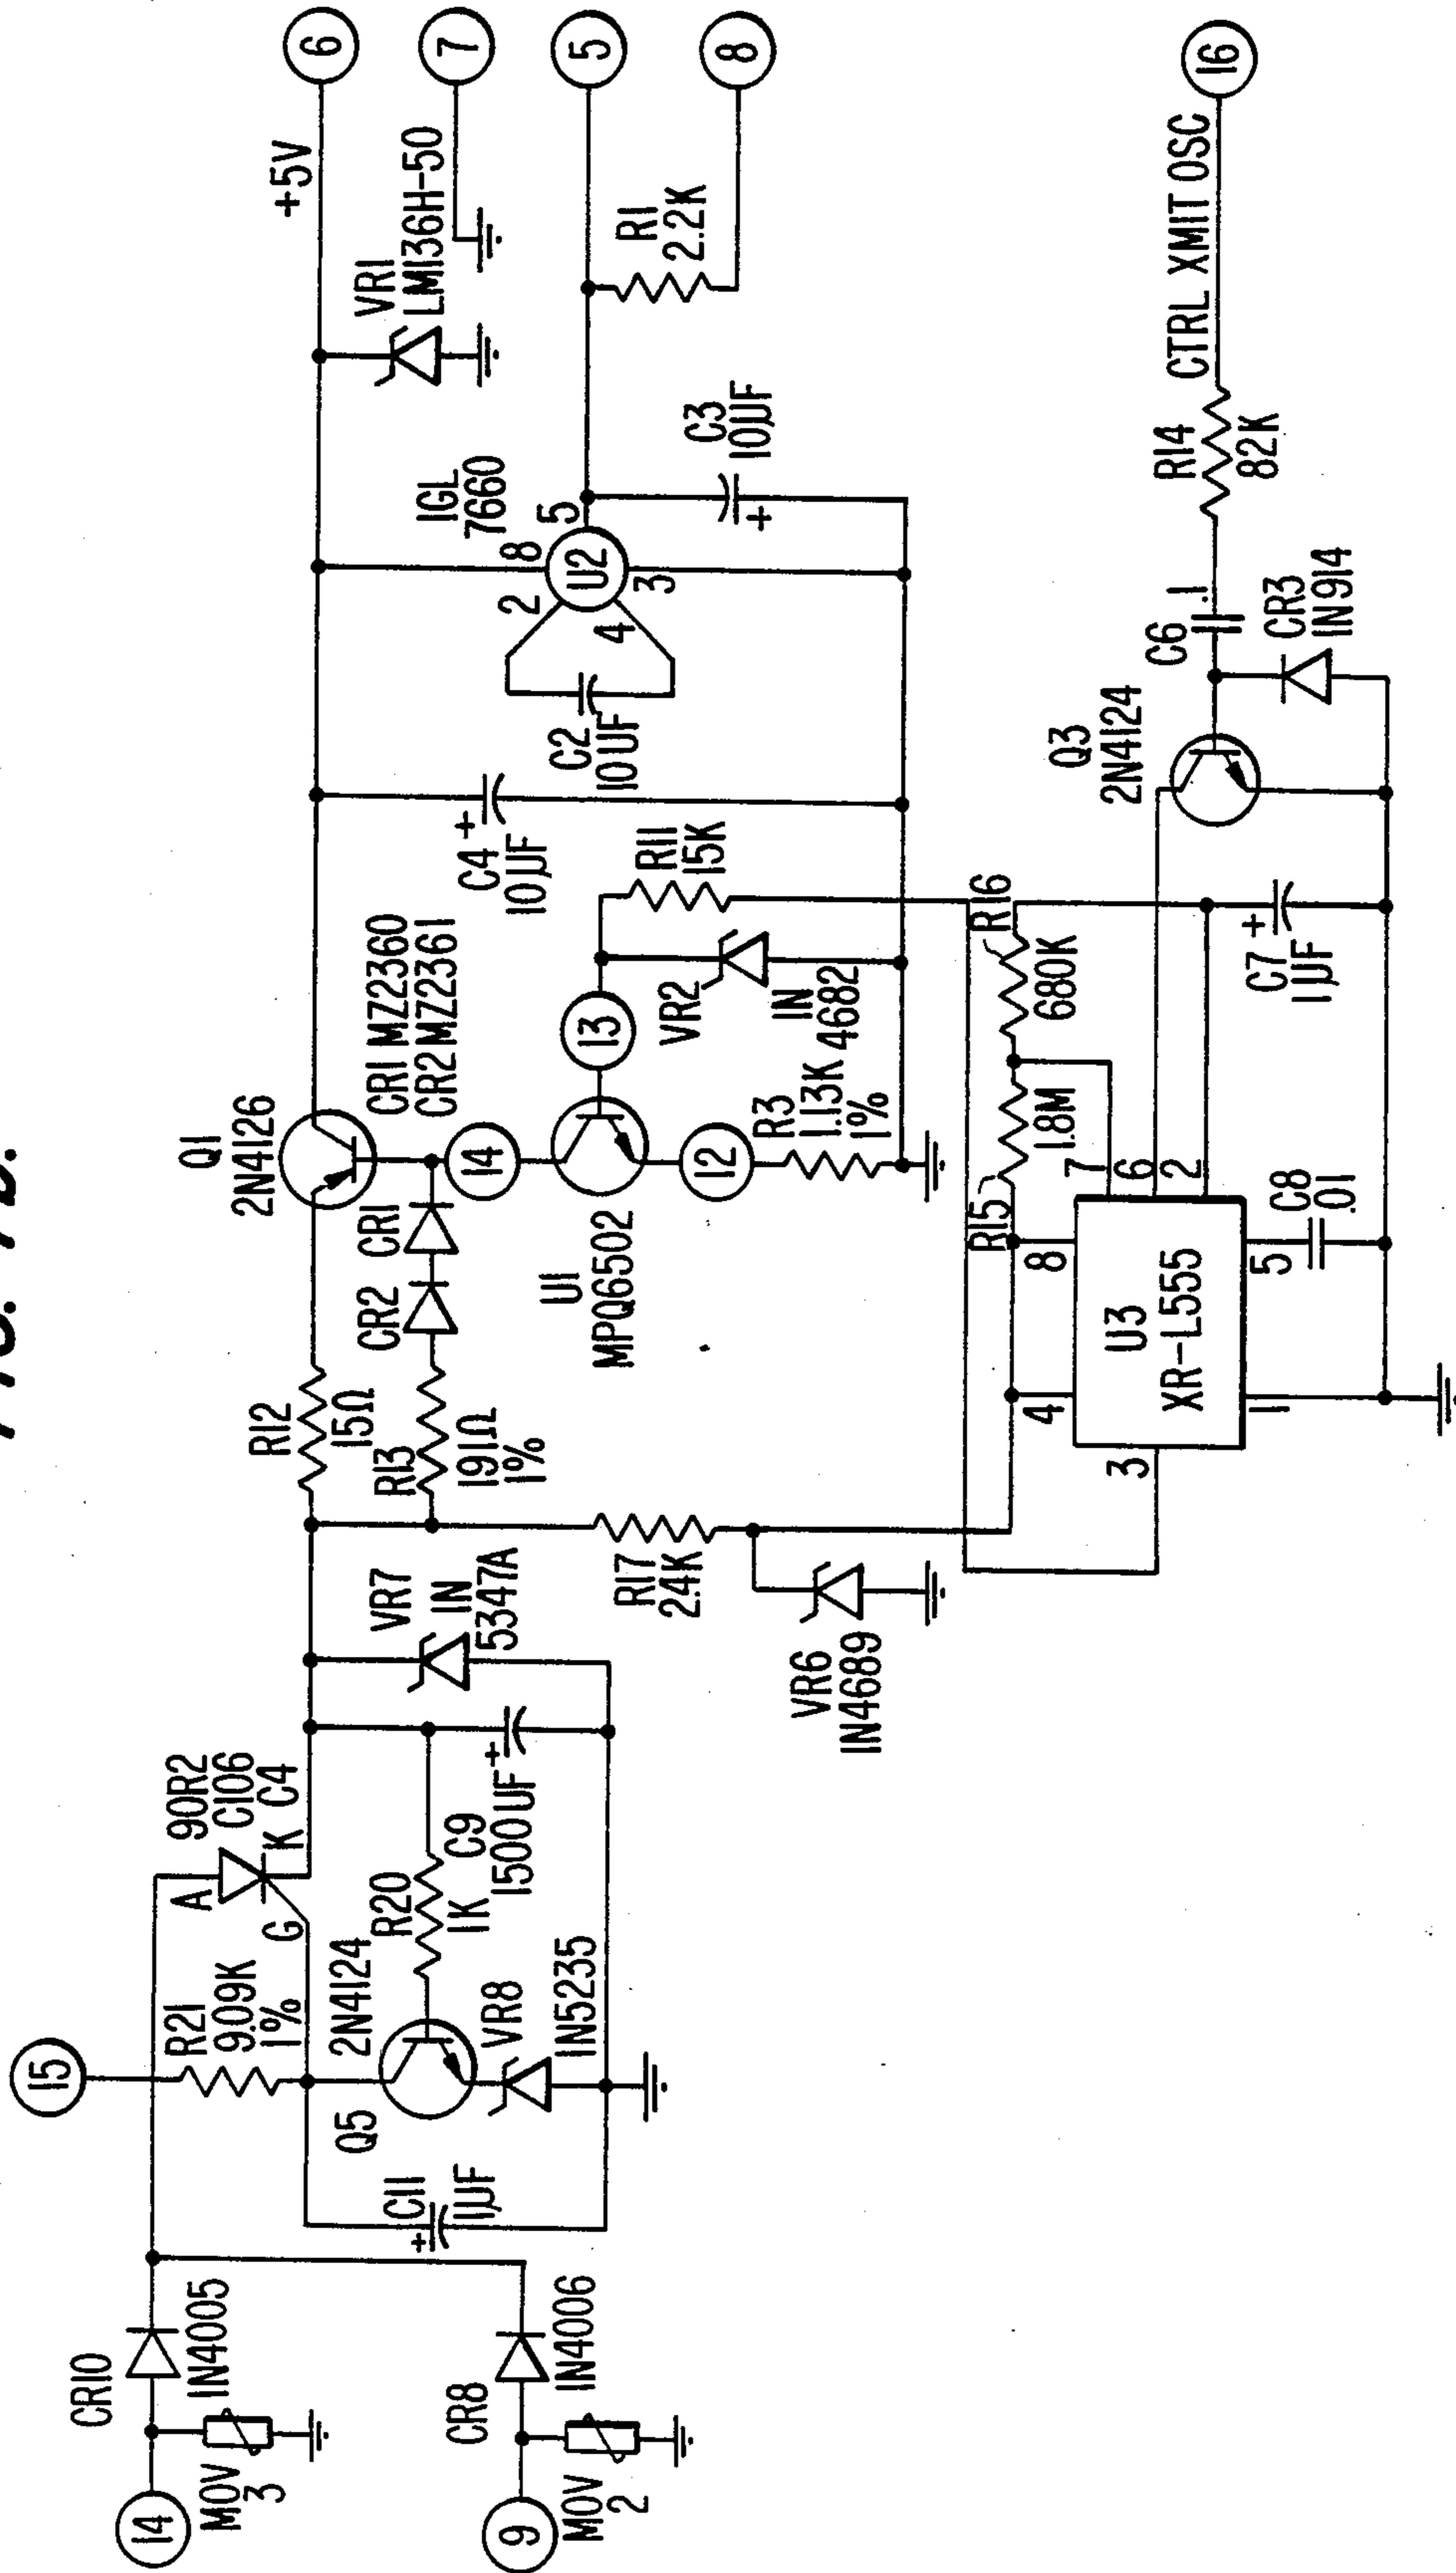 15
14
MOV
3
CR10
IN4005
9
MOV
2
CR8
IN4006
R21
9.09K
1%
90R2
C106
C4
A
K
G
C11
+
1µF
Q5
2N4124
VR8
IN5235
R20
1K
C9
+
1500UF
VR7
IN
5347A
R12
15Ω
R13
191Ω
1%
R17
24K
VR6
IN4689
CR2
CR1
Q1
2N4126
CR1 MZ2360
CR2 MZ2361
14
U1
MPQ6502
13
12
R3
1.13K
1%
VR2
IN
4682
R11
15K
C4
+
10µF
C2
10UF
IGL
7660
U2
2
8
5
4
3
C3
10µF
+
VR1
LM136H-50
+5V
R1
2.2K
6
7
5
8
R15
1.8M
R16
680K
4
8
7
6
2
3
U3
XR-L555
1
5
C8
.01
C7
+
1µF
Q3
2N4124
C6
.1
CR3
IN914
R14
82K
CTRL XMIT OSC
16